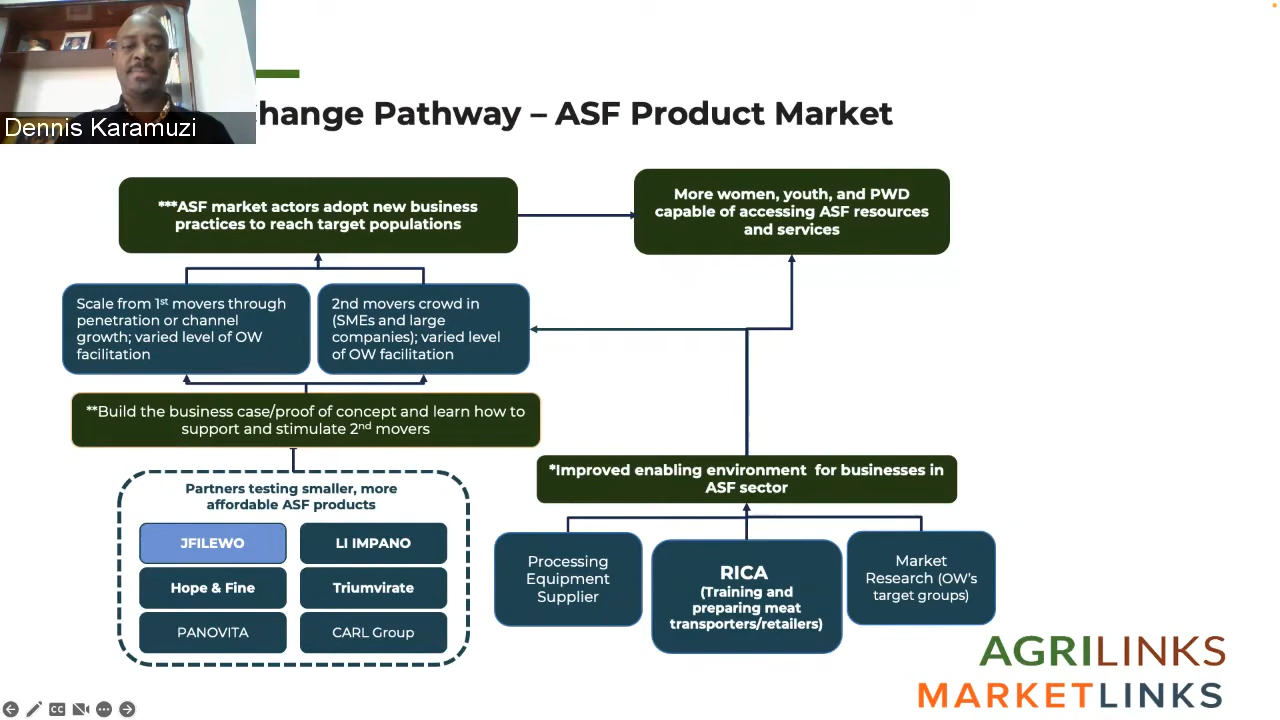 Dennis Karamuzi
hange Pathway – ASF Product Market
***ASF market actors adopt new business
practices to reach target populations
More women, youth, and PWD
capable of accessing ASF resources
and services
Scale from 1st movers through
penetration or channel
growth; varied level of OW
facilitation
2nd movers crowd in
(SMEs and large
companies); varied level
of OW facilitation
**Build the business case/proof of concept and learn how to
support and stimulate 2nd movers
*Improved enabling environment for businesses in
ASF sector
Partners testing smaller, more
affordable ASF products
JFILEWO
LI IMPANO
Hope & Fine
Triumvirate
PANOVITA
CARL Group
Processing
Equipment
Supplier
RICA
(Training and
preparing meat
transporters/retailers)
Market
Research (OW's
target groups)
AGRILINKS
MARKETLINKS
CC